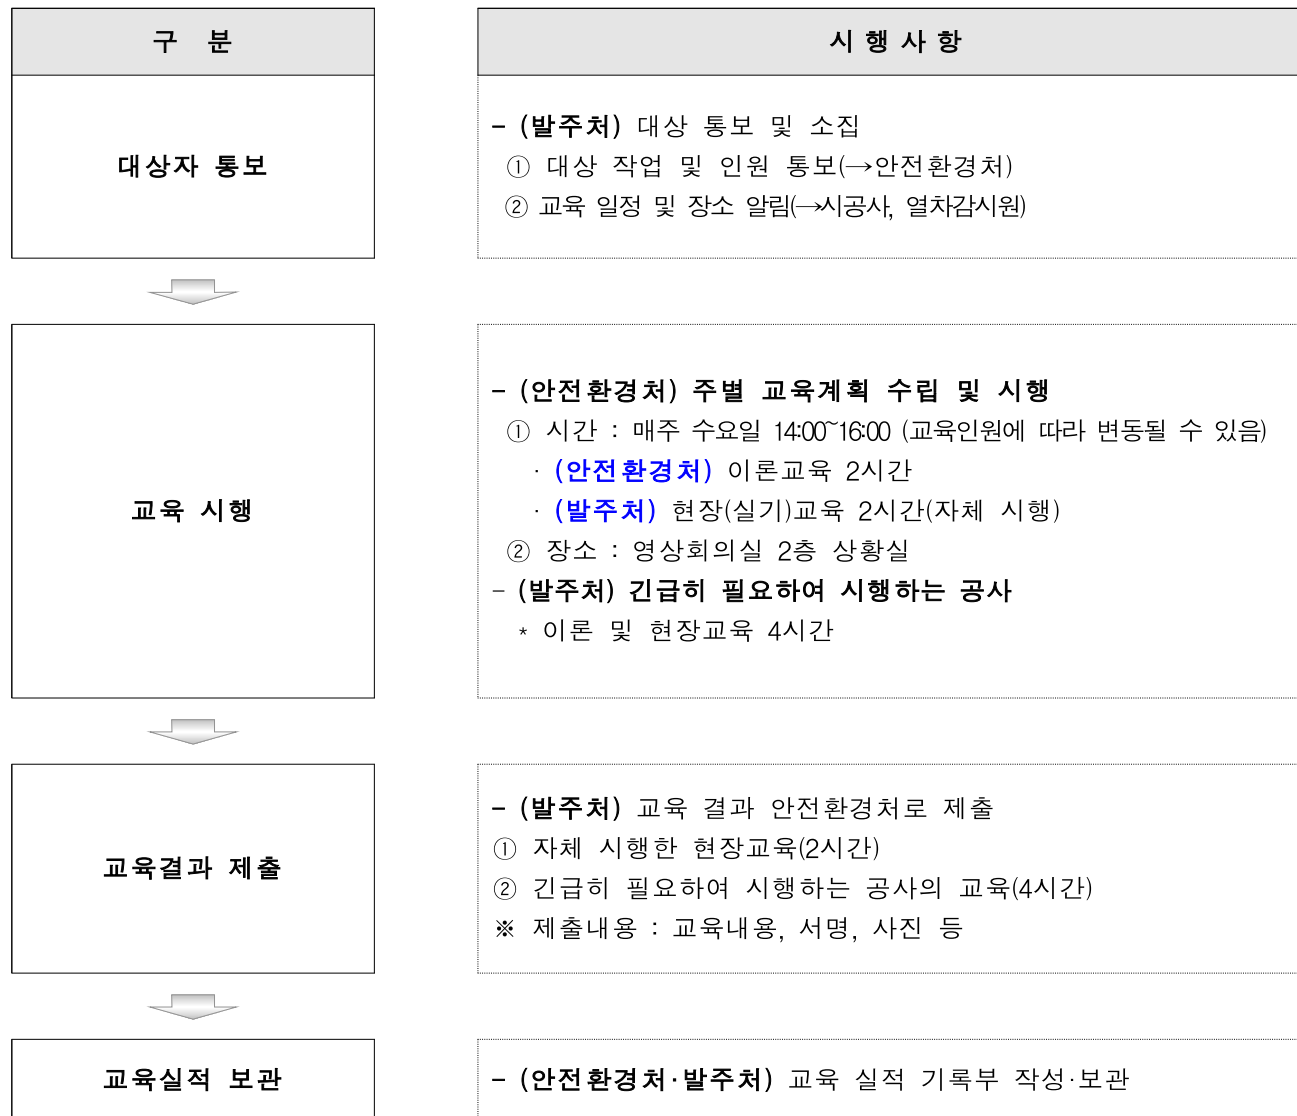 구 분
시 행 사 항
대상자 통보
– (발주처) 대상 통보 및 소집
① 대상 작업 및 인원 통보(→안전환경처)
② 교육 일정 및 장소 알림(→시공사, 열차감시원)
교육 시행
– (안전환경처) 주별 교육계획 수립 및 시행
① 시간 : 매주 수요일 14:00~16:00 (교육인원에 따라 변동될 수 있음)
· (안전환경처) 이론교육 2시간
· (발주처) 현장(실기)교육 2시간(자체 시행)
② 장소 : 영상회의실 2층 상황실
– (발주처) 긴급히 필요하여 시행하는 공사
* 이론 및 현장교육 4시간
교육결과 제출
– (발주처) 교육 결과 안전환경처로 제출
① 자체 시행한 현장교육(2시간)
② 긴급히 필요하여 시행하는 공사의 교육(4시간)
※ 제출내용 : 교육내용, 서명, 사진 등
교육실적 보관
– (안전환경처·발주처) 교육 실적 기록부 작성·보관